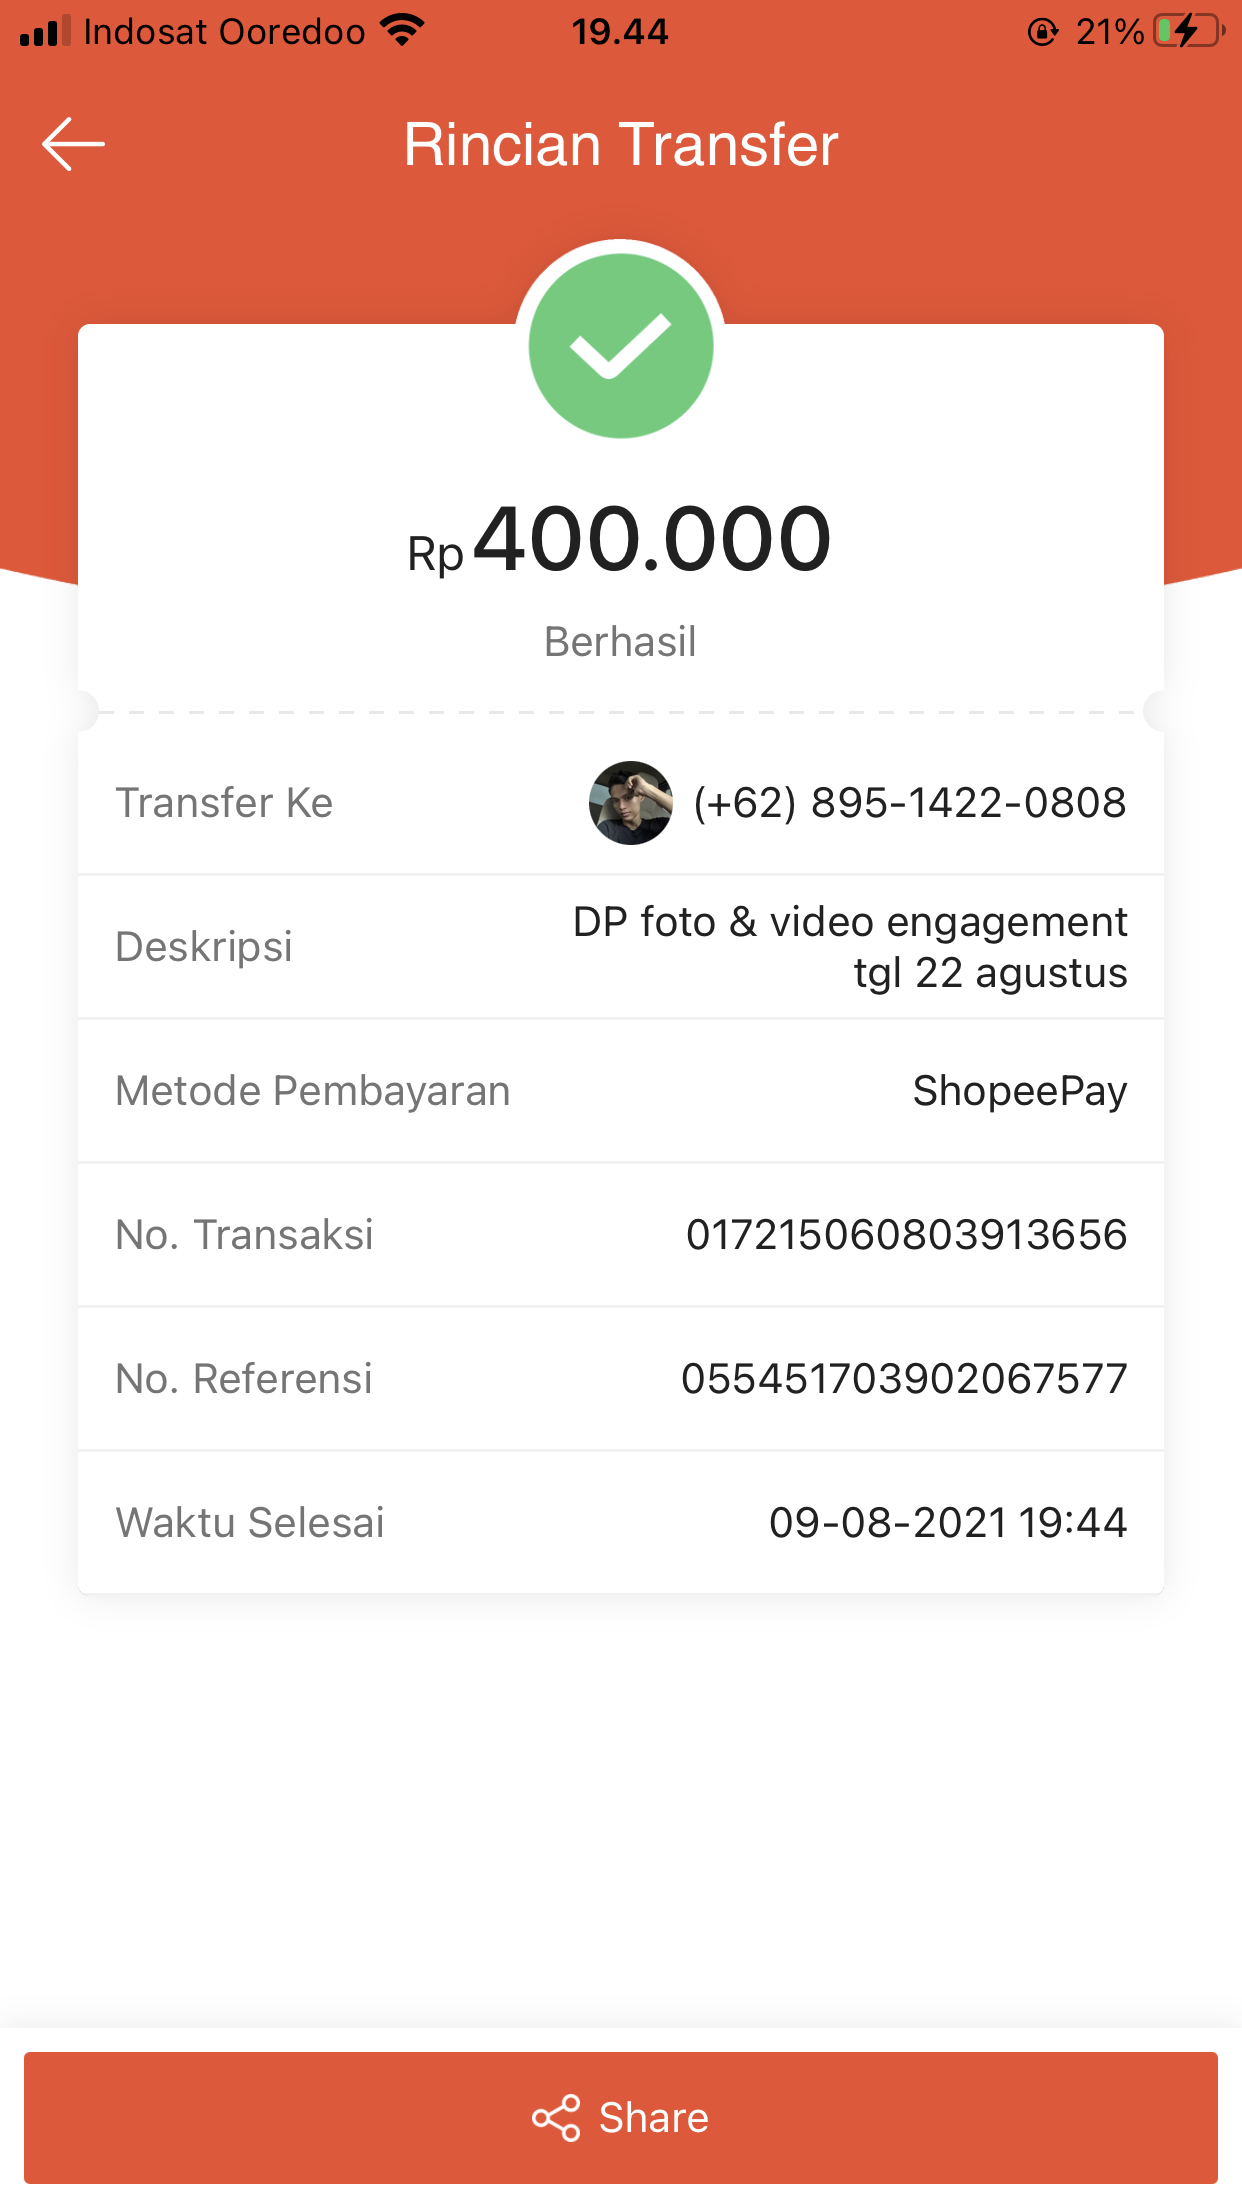 Indosat Ooredoo 19.44 21%
Rincian Transfer
Rp400.000
Berhasil
Transfer Ke (+62) 895-1422-0808
Deskripsi DP foto & video engagement
tgl 22 agustus
Metode Pembayaran ShopeePay
No. Transaksi 017215060803913656
No. Referensi 055451703902067577
Waktu Selesai 09-08-2021 19:44
Share